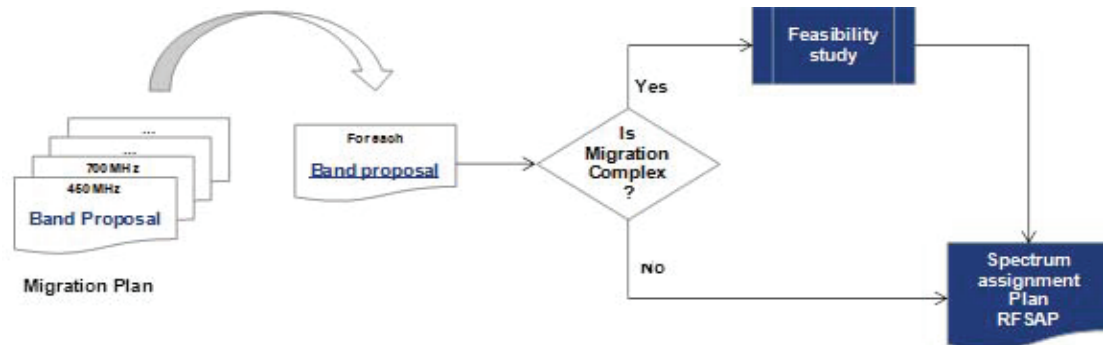 ...
...
700 MHz
450 MHz
Band Proposal
Migration Plan
For each
Band proposal
Is
Migration
Complex
?
Yes
No
Feasibility
study
Spectrum
assignment
Plan
RFSAP